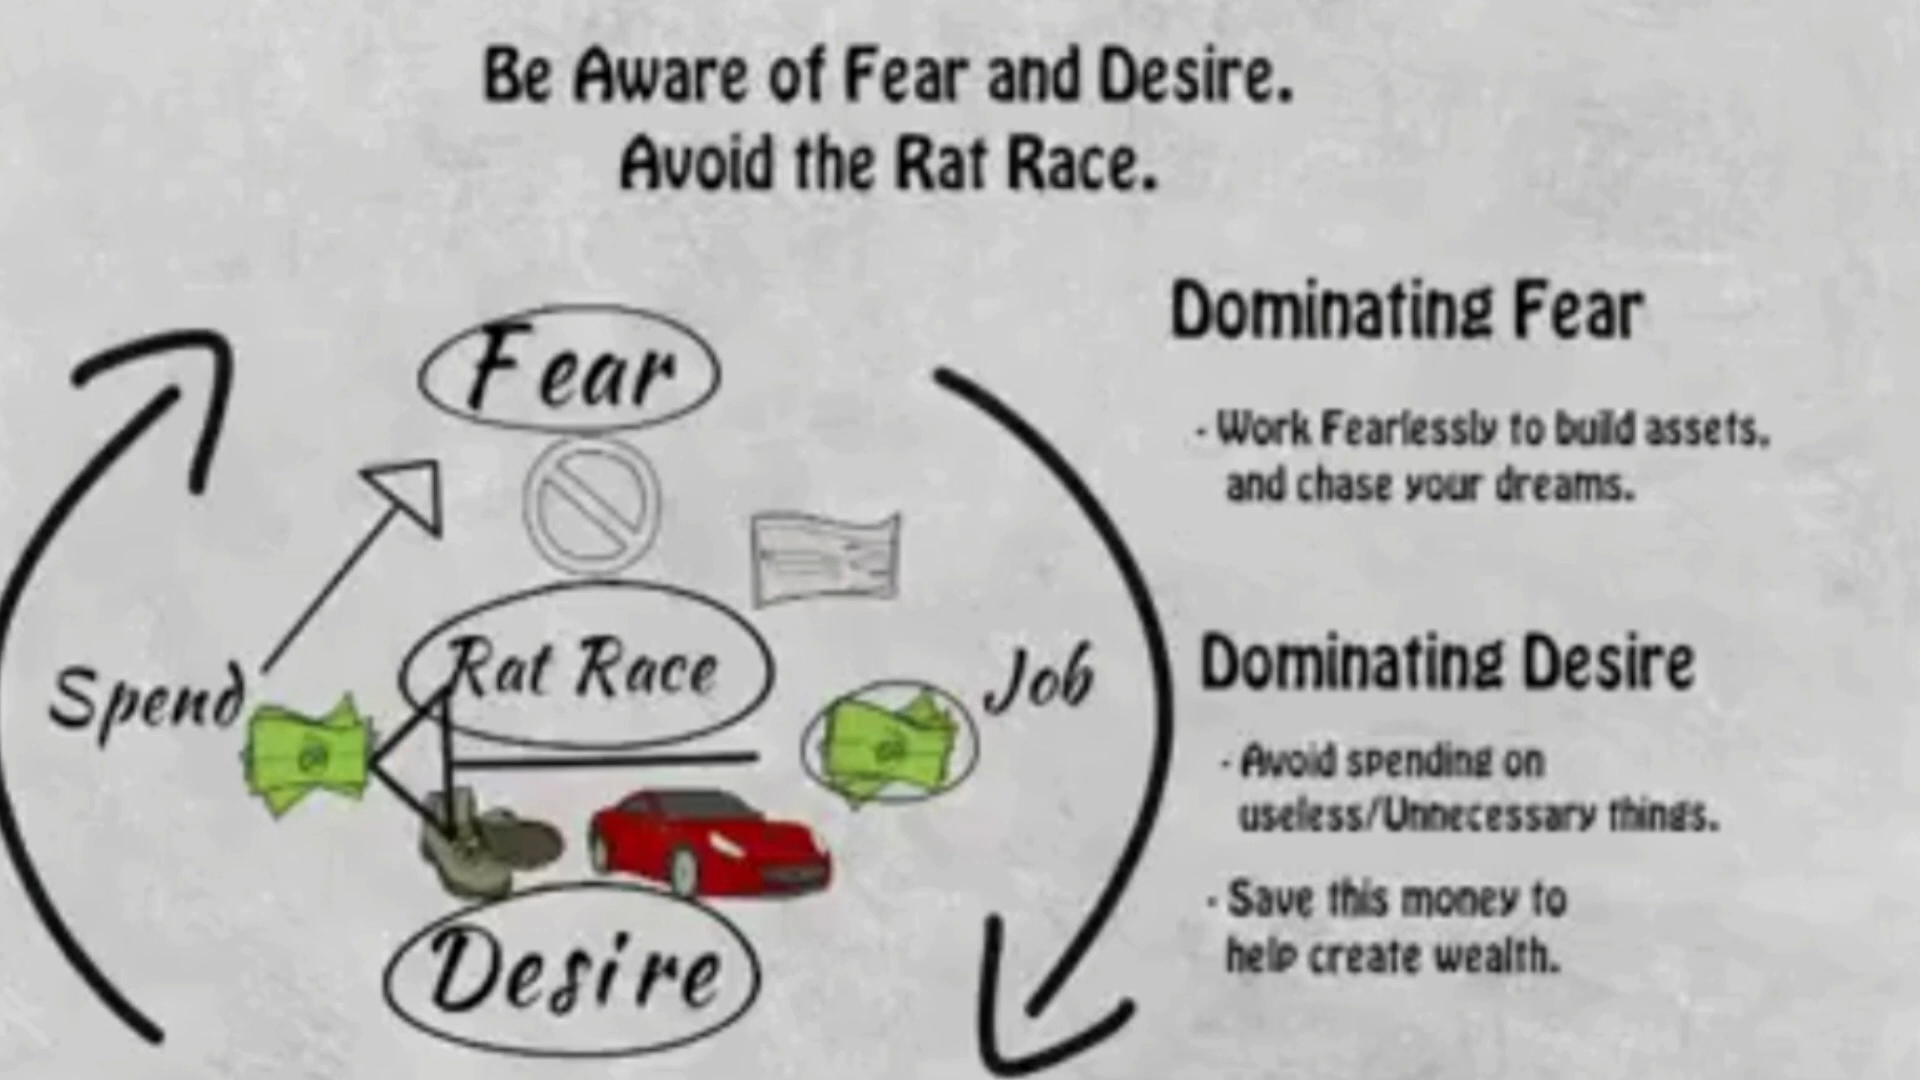 Be Aware of Fear and Desire.
Avoid the Rat Race.
Fear
Rat Race
Spend
Job
Desire
Dominating Fear
- Work Fearlessly to build assets,
and chase your dreams.
Dominating Desire
- Avoid spending on
useless/Unnecessary things.
- Save this money to
help create wealth.